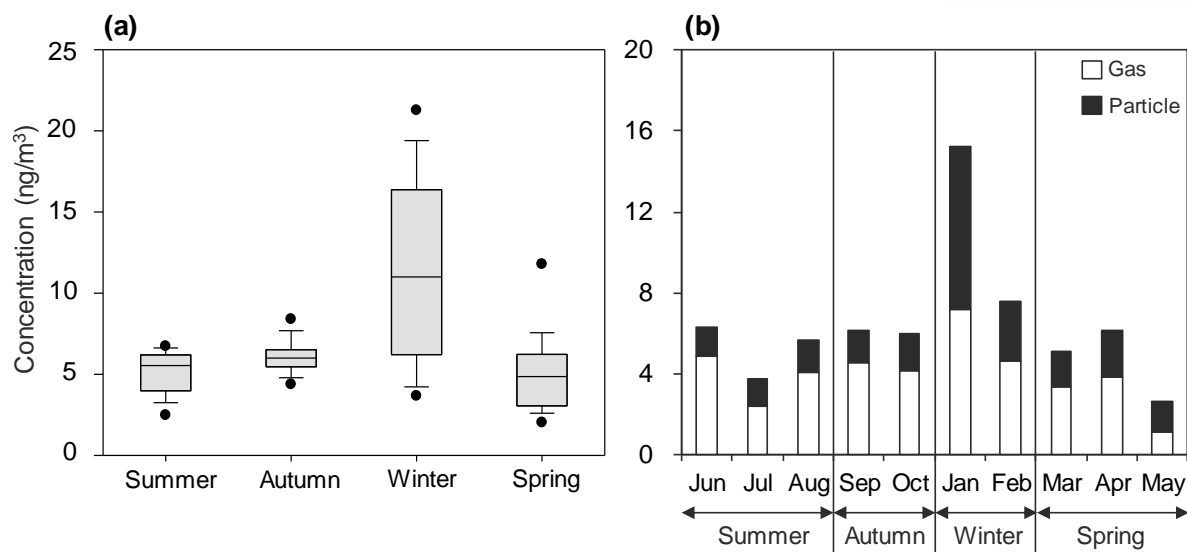 (a)
Concentration (ng/m³)
25
20
15
10
5
0
Summer Autumn Winter Spring
(b)
20
16
12
8
4
0
Gas
Particle
Jun Jul Aug Sep Oct Jan Feb Mar Apr May
Summer Autumn Winter Spring